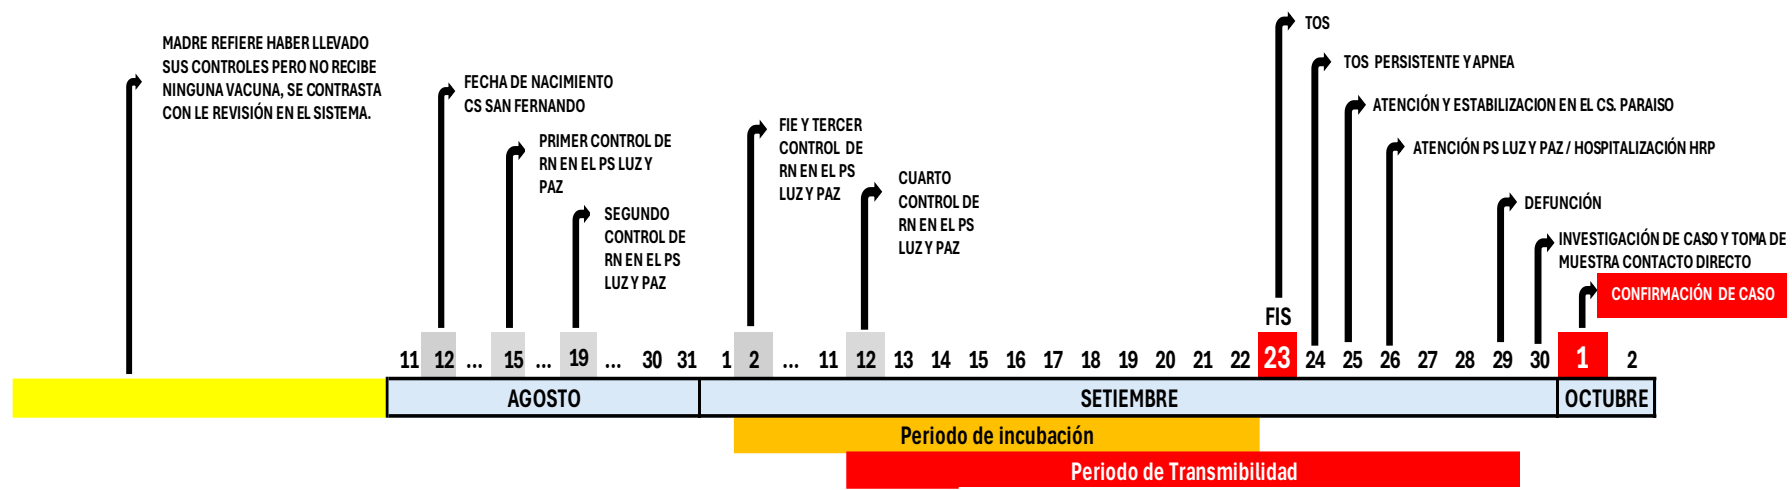 MADRE REFIERE HABER LLEVADO
SUS CONTROLES PERO NO RECIBE
NINGUNA VACUNA, SE CONTRASTA
CON LE REVISIÓN EN EL SISTEMA.
FECHA DE NACIMIENTO
CS SAN FERNANDO
PRIMER CONTROL DE
RN EN EL PS LUZ Y
PAZ
SEGUNDO
CONTROL DE
RN EN EL PS
LUZ Y PAZ
FIE Y TERCER
CONTROL DE
RN EN EL PS
LUZ Y PAZ
CUARTO
CONTROL DE
RN EN EL PS
LUZ Y PAZ
TOS
TOS PERSISTENTE Y APNEA
ATENCIÓN Y ESTABILIZACION EN EL CS. PARAISO
ATENCIÓN PS LUZ Y PAZ / HOSPITALIZACIÓN HRP
DEFUNCIÓN
INVESTIGACIÓN DE CASO Y TOMA DE
MUESTRA CONTACTO DIRECTO
CONFIRMACIÓN DE CASO
FIS
11 12 ... 15 ... 19 ... 30 31 1 2 ... 11 12 13 14 15 16 17 18 19 20 21 22 23 24 25 26 27 28 29 30 1 2
AGOSTO SETIEMBRE OCTUBRE
Periodo de incubación
Periodo de Transmibilidad